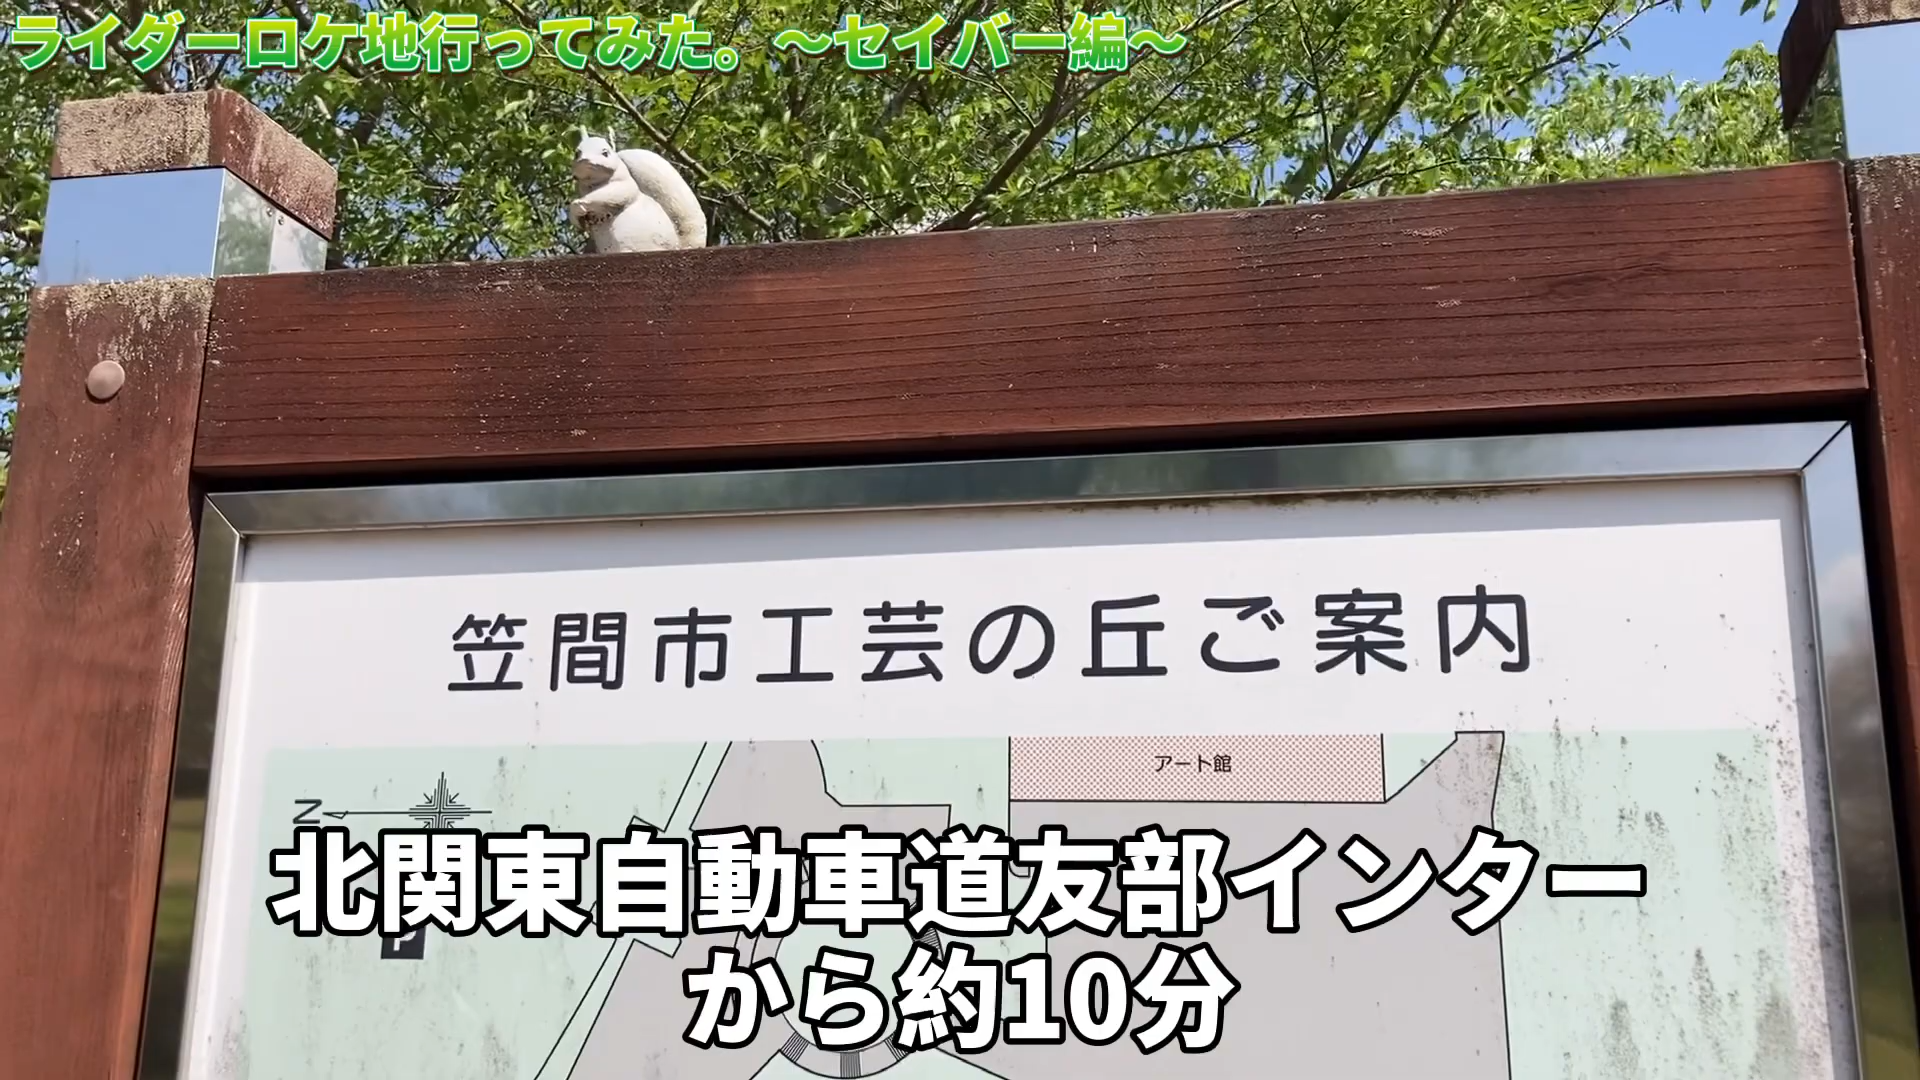 ライダーロケ地行ってみた。～セイバー編～
笠間市工芸の丘ご案内
アート館
N
P
北関東自動車道友部インター
から約10分